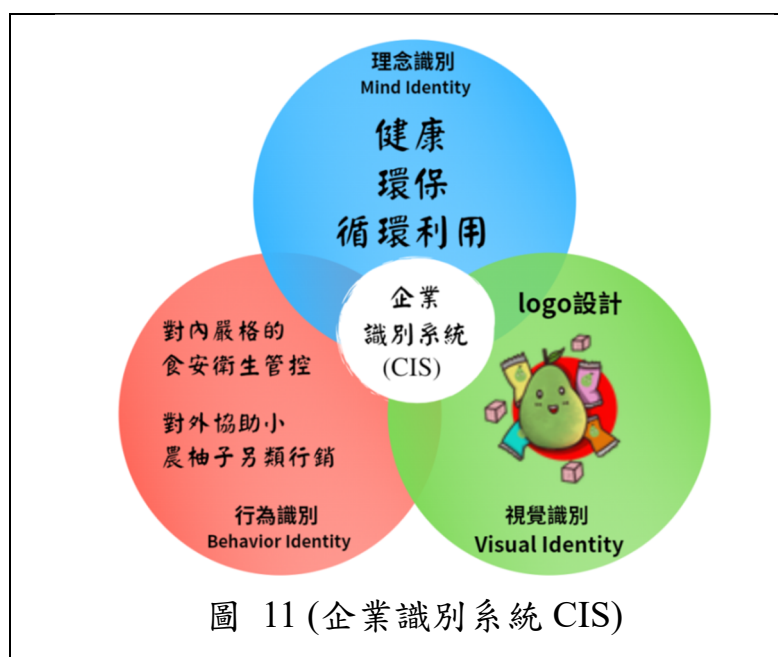 理念識別
Mind Identity
健康
環保
循環利用
企業
識別系統
(CIS)
對內嚴格的
食安衛生管控
對外協助小
農柚子另類行銷
行為識別
Behavior Identity
logo設計
視覺識別
Visual Identity
圖 11 (企業識別系統 CIS)